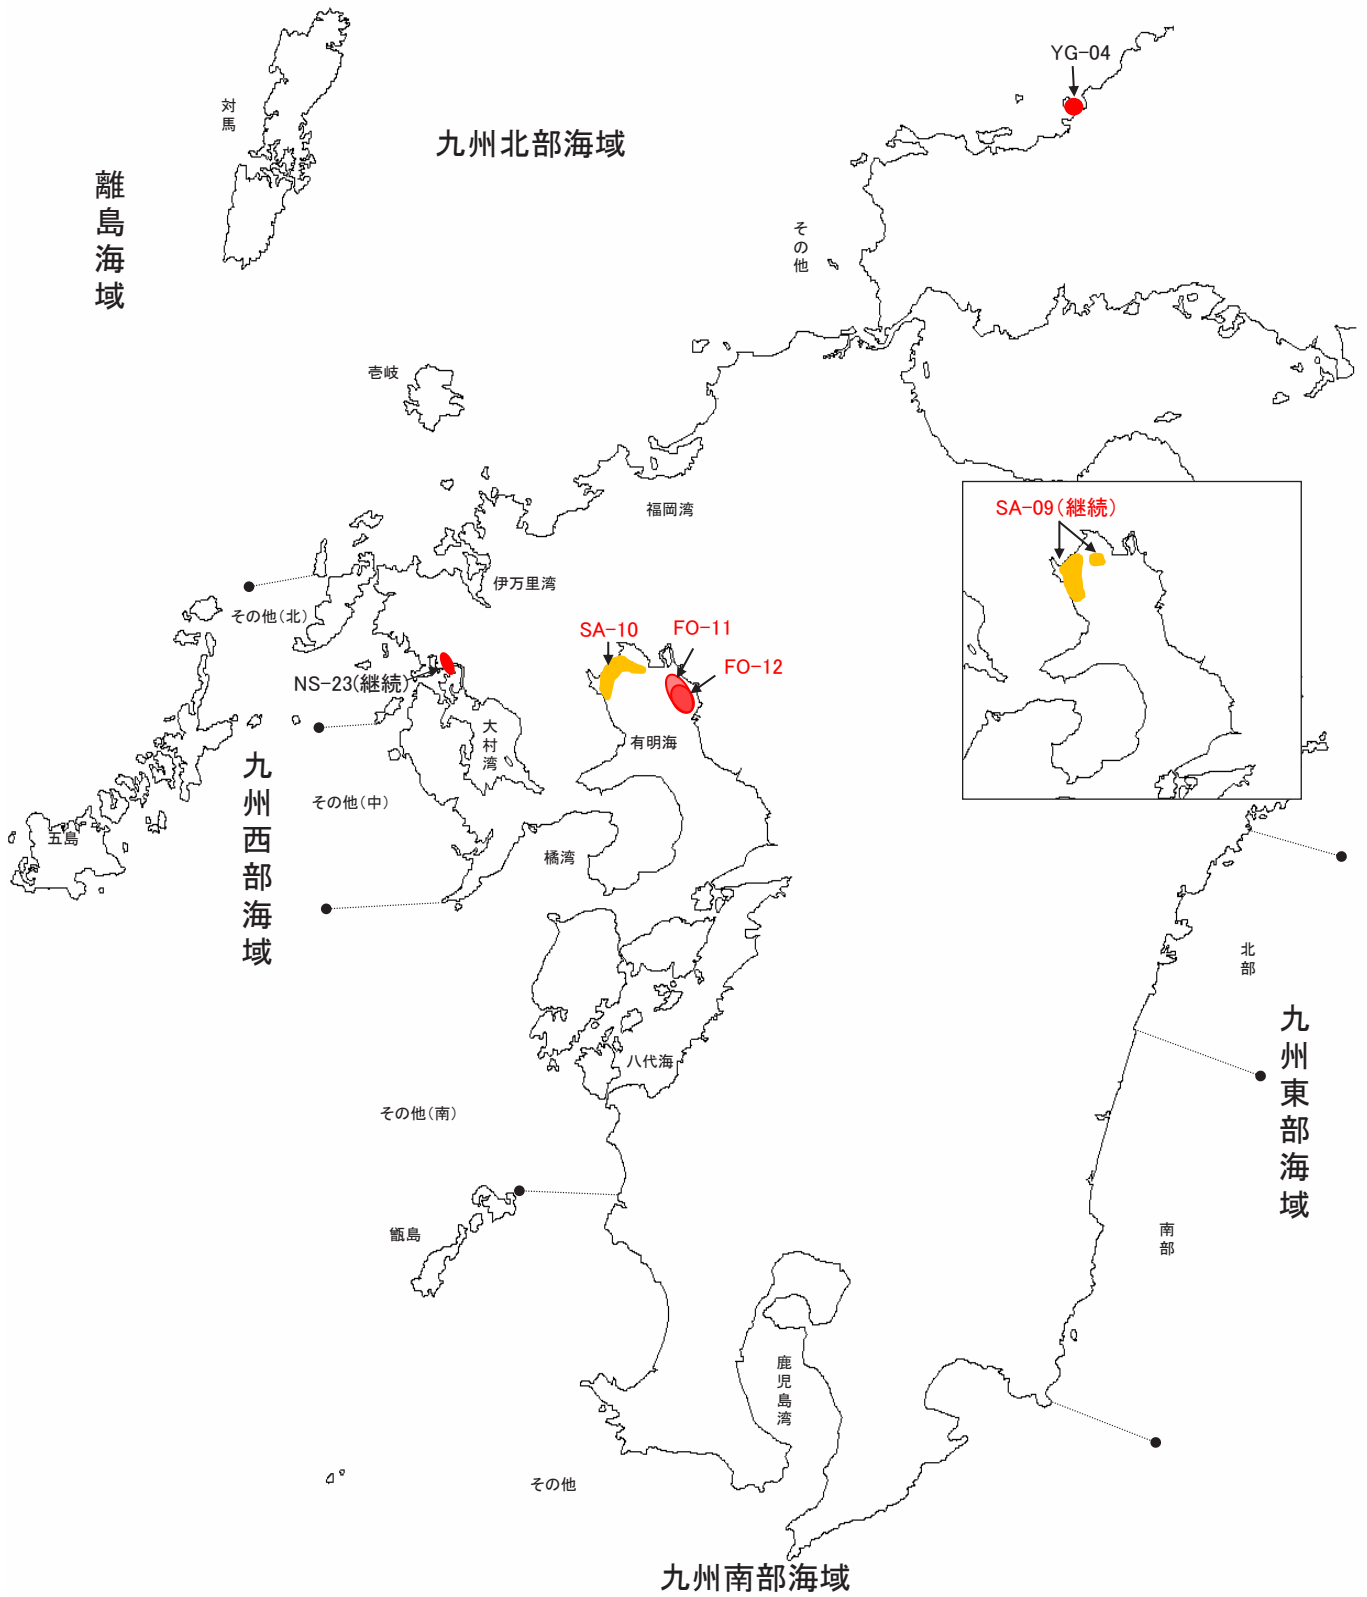 YG-04
対馬
九州北部海域
離島海域
その他
壱岐
福岡湾
SA-09(継続)
伊万里湾
その他(北)
SA-10
FO-11
FO-12
NS-23(継続)
大村湾
有明海
九州西部海域
その他(中)
五島
橘湾
北部
九州東部海域
八代海
その他(南)
甑島
南部
鹿児島湾
その他
九州南部海域